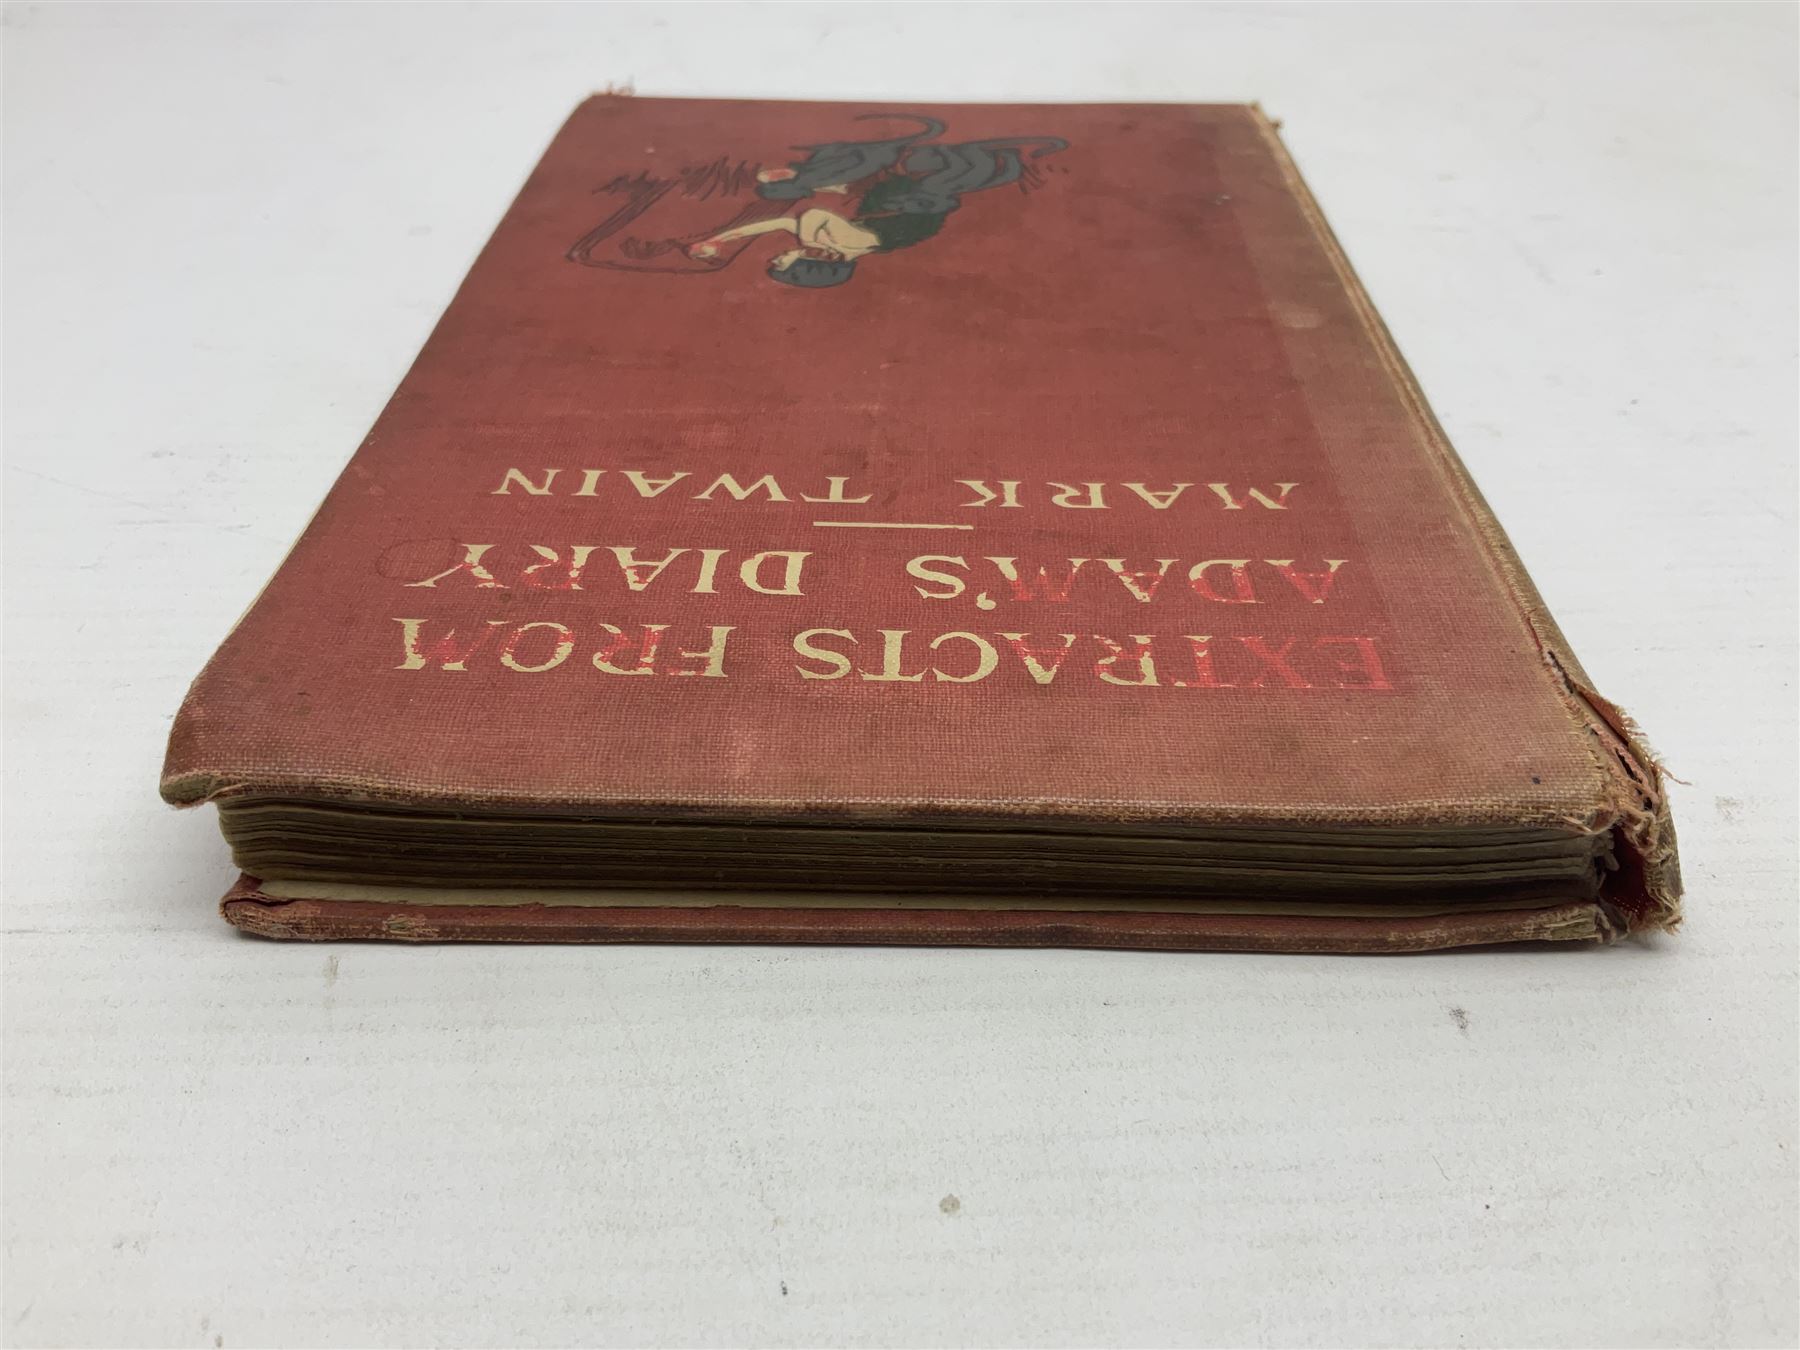 EXTRACTS FROM
ADAM'S DIARY
MARK TWAIN